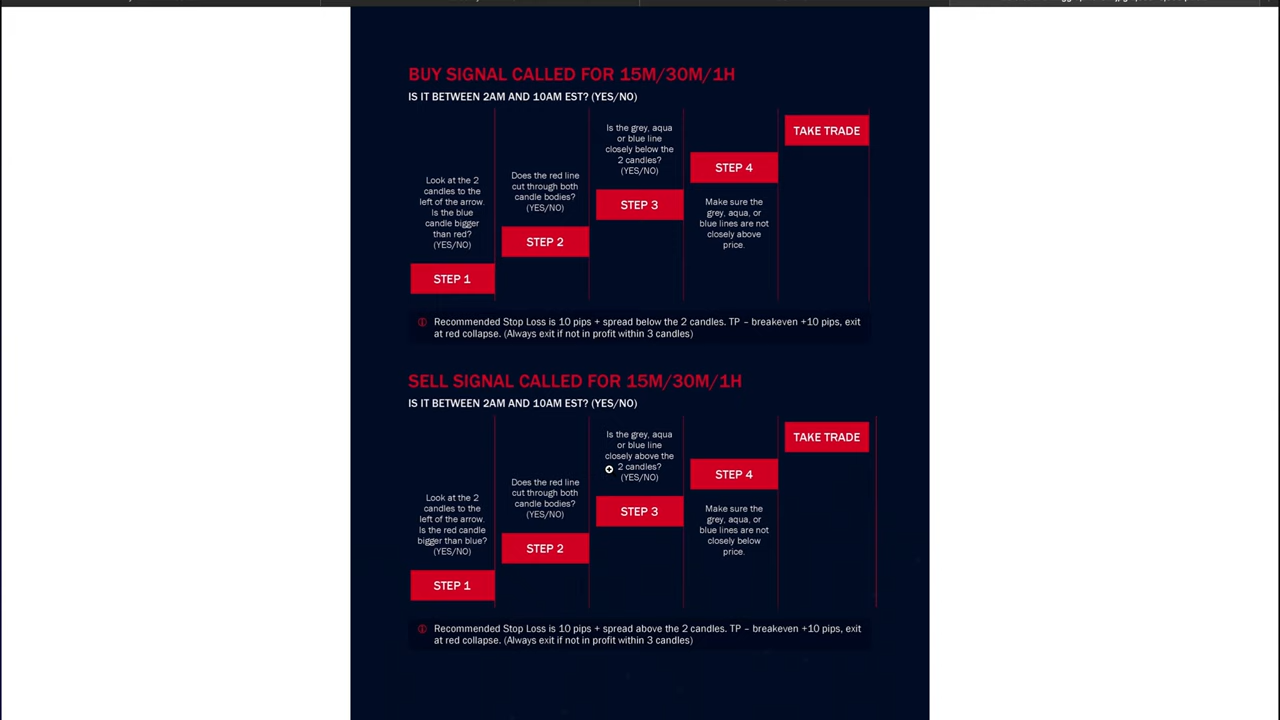 BUY SIGNAL CALLED FOR 15M/30M/1H
IS IT BETWEEN 2AM AND 10AM EST? (YES/NO)
Look at the 2
candles to the
left of the arrow.
Is the blue
candle bigger
than red?
(YES/NO)
STEP 1
Does the red line
cut through both
candle bodies?
(YES/NO)
STEP 2
Is the grey, aqua
or blue line
closely below the
2 candles?
(YES/NO)
STEP 3
STEP 4
Make sure the
grey, aqua, or
blue lines are not
closely above
price.
TAKE TRADE
Recommended Stop Loss is 10 pips + spread below the 2 candles. TP – breakeven +10 pips, exit
at red collapse. (Always exit if not in profit within 3 candles)
SELL SIGNAL CALLED FOR 15M/30M/1H
IS IT BETWEEN 2AM AND 10AM EST? (YES/NO)
Look at the 2
candles to the
left of the arrow.
Is the red candle
bigger than blue?
(YES/NO)
STEP 1
Does the red line
cut through both
candle bodies?
(YES/NO)
STEP 2
Is the grey, aqua
or blue line
closely above the
2 candles?
(YES/NO)
STEP 3
STEP 4
Make sure the
grey, aqua, or
blue lines are not
closely below
price.
TAKE TRADE
Recommended Stop Loss is 10 pips + spread above the 2 candles. TP – breakeven +10 pips, exit
at red collapse. (Always exit if not in profit within 3 candles)